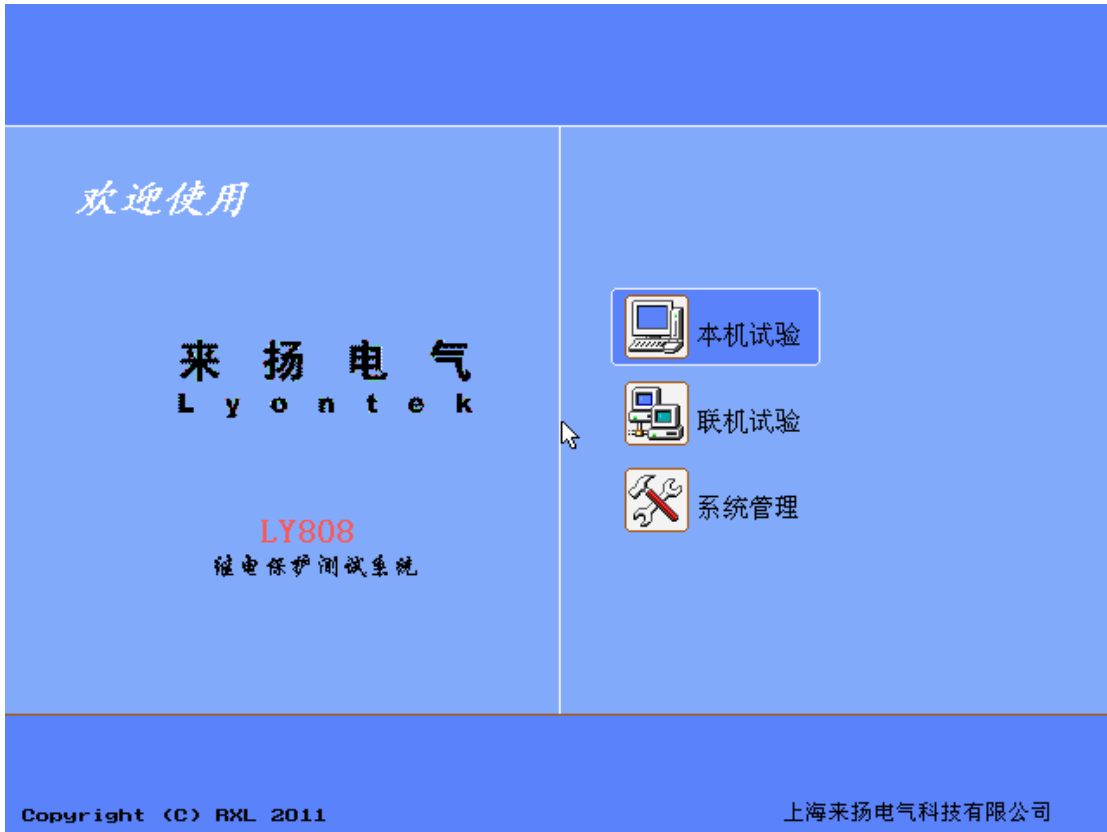 欢迎使用
来扬电气
Lyontek
LY808
继电保护测试系统
本机试验
联机试验
系统管理
Copyright (C) RXL 2011
上海来扬电气科技有限公司